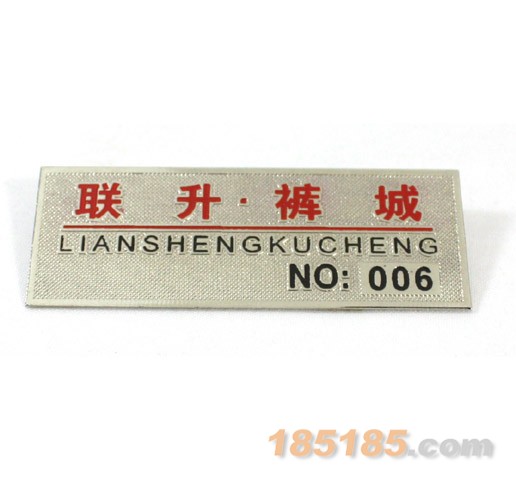 联升·裤城
LIANSHENGKUCHENG
NO: 006
185185.com